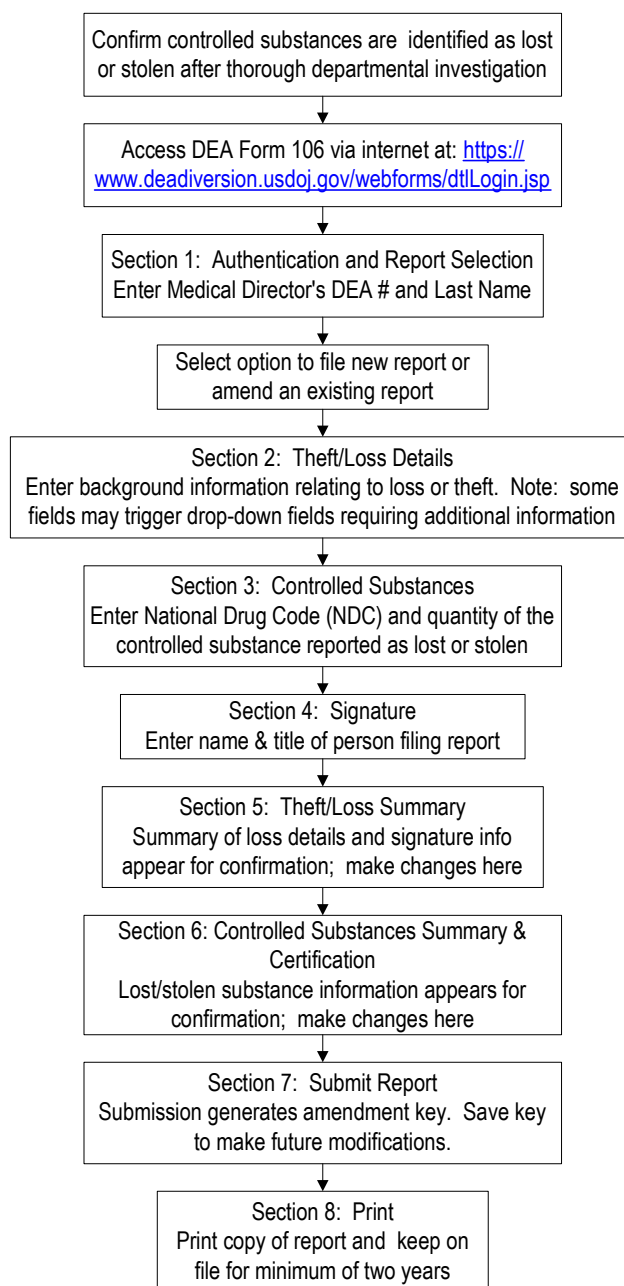 Confirm controlled substances are  identified as lost
or stolen after thorough departmental investigation
Access DEA Form 106 via internet at: https://
www.deadiversion.usdoj.gov/webforms/dtlLogin.jsp
Section 1:  Authentication and Report Selection
Enter Medical Director's DEA # and Last Name
Select option to file new report or
amend an existing report
Section 2:  Theft/Loss Details
Enter background information relating to loss or theft.  Note:  some
fields may trigger drop-down fields requiring additional information
Section 3:  Controlled Substances
Enter National Drug Code (NDC) and quantity of the
controlled substance reported as lost or stolen
Section 4:  Signature
Enter name & title of person filing report
Section 5:  Theft/Loss Summary
Summary of loss details and signature info
appear for confirmation;  make changes here
Section 6: Controlled Substances Summary &
Certification
Lost/stolen substance information appears for
confirmation;  make changes here
Section 7:  Submit Report
Submission generates amendment key.  Save key
to make future modifications.
Section 8:  Print
Print copy of report and  keep on
file for minimum of two years